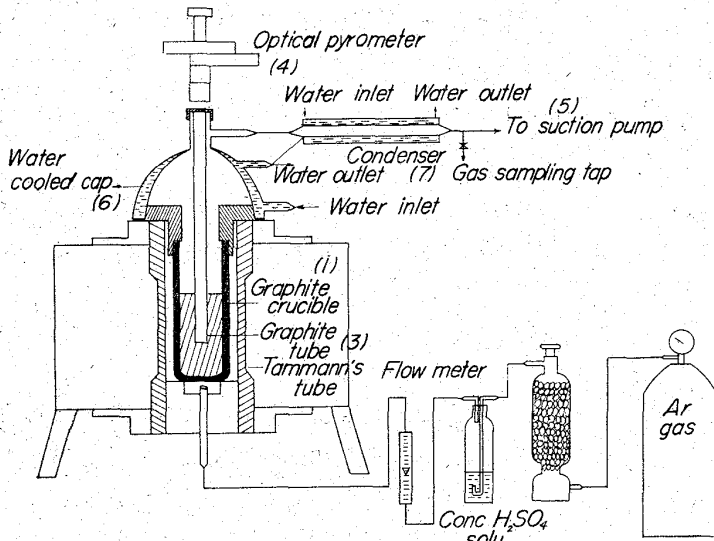 Optical pyrometer
(4)
Water inlet Water outlet
(5)
To suction pump
Condenser
(7)
Gas sampling tap
Water
cooled cap
(6)
Water outlet
Water inlet
(1)
Graphite
crucible
Graphite
tube (3)
Tammann's
tube
Flow meter
Ar
gas
Conc H₂SO₄
solu